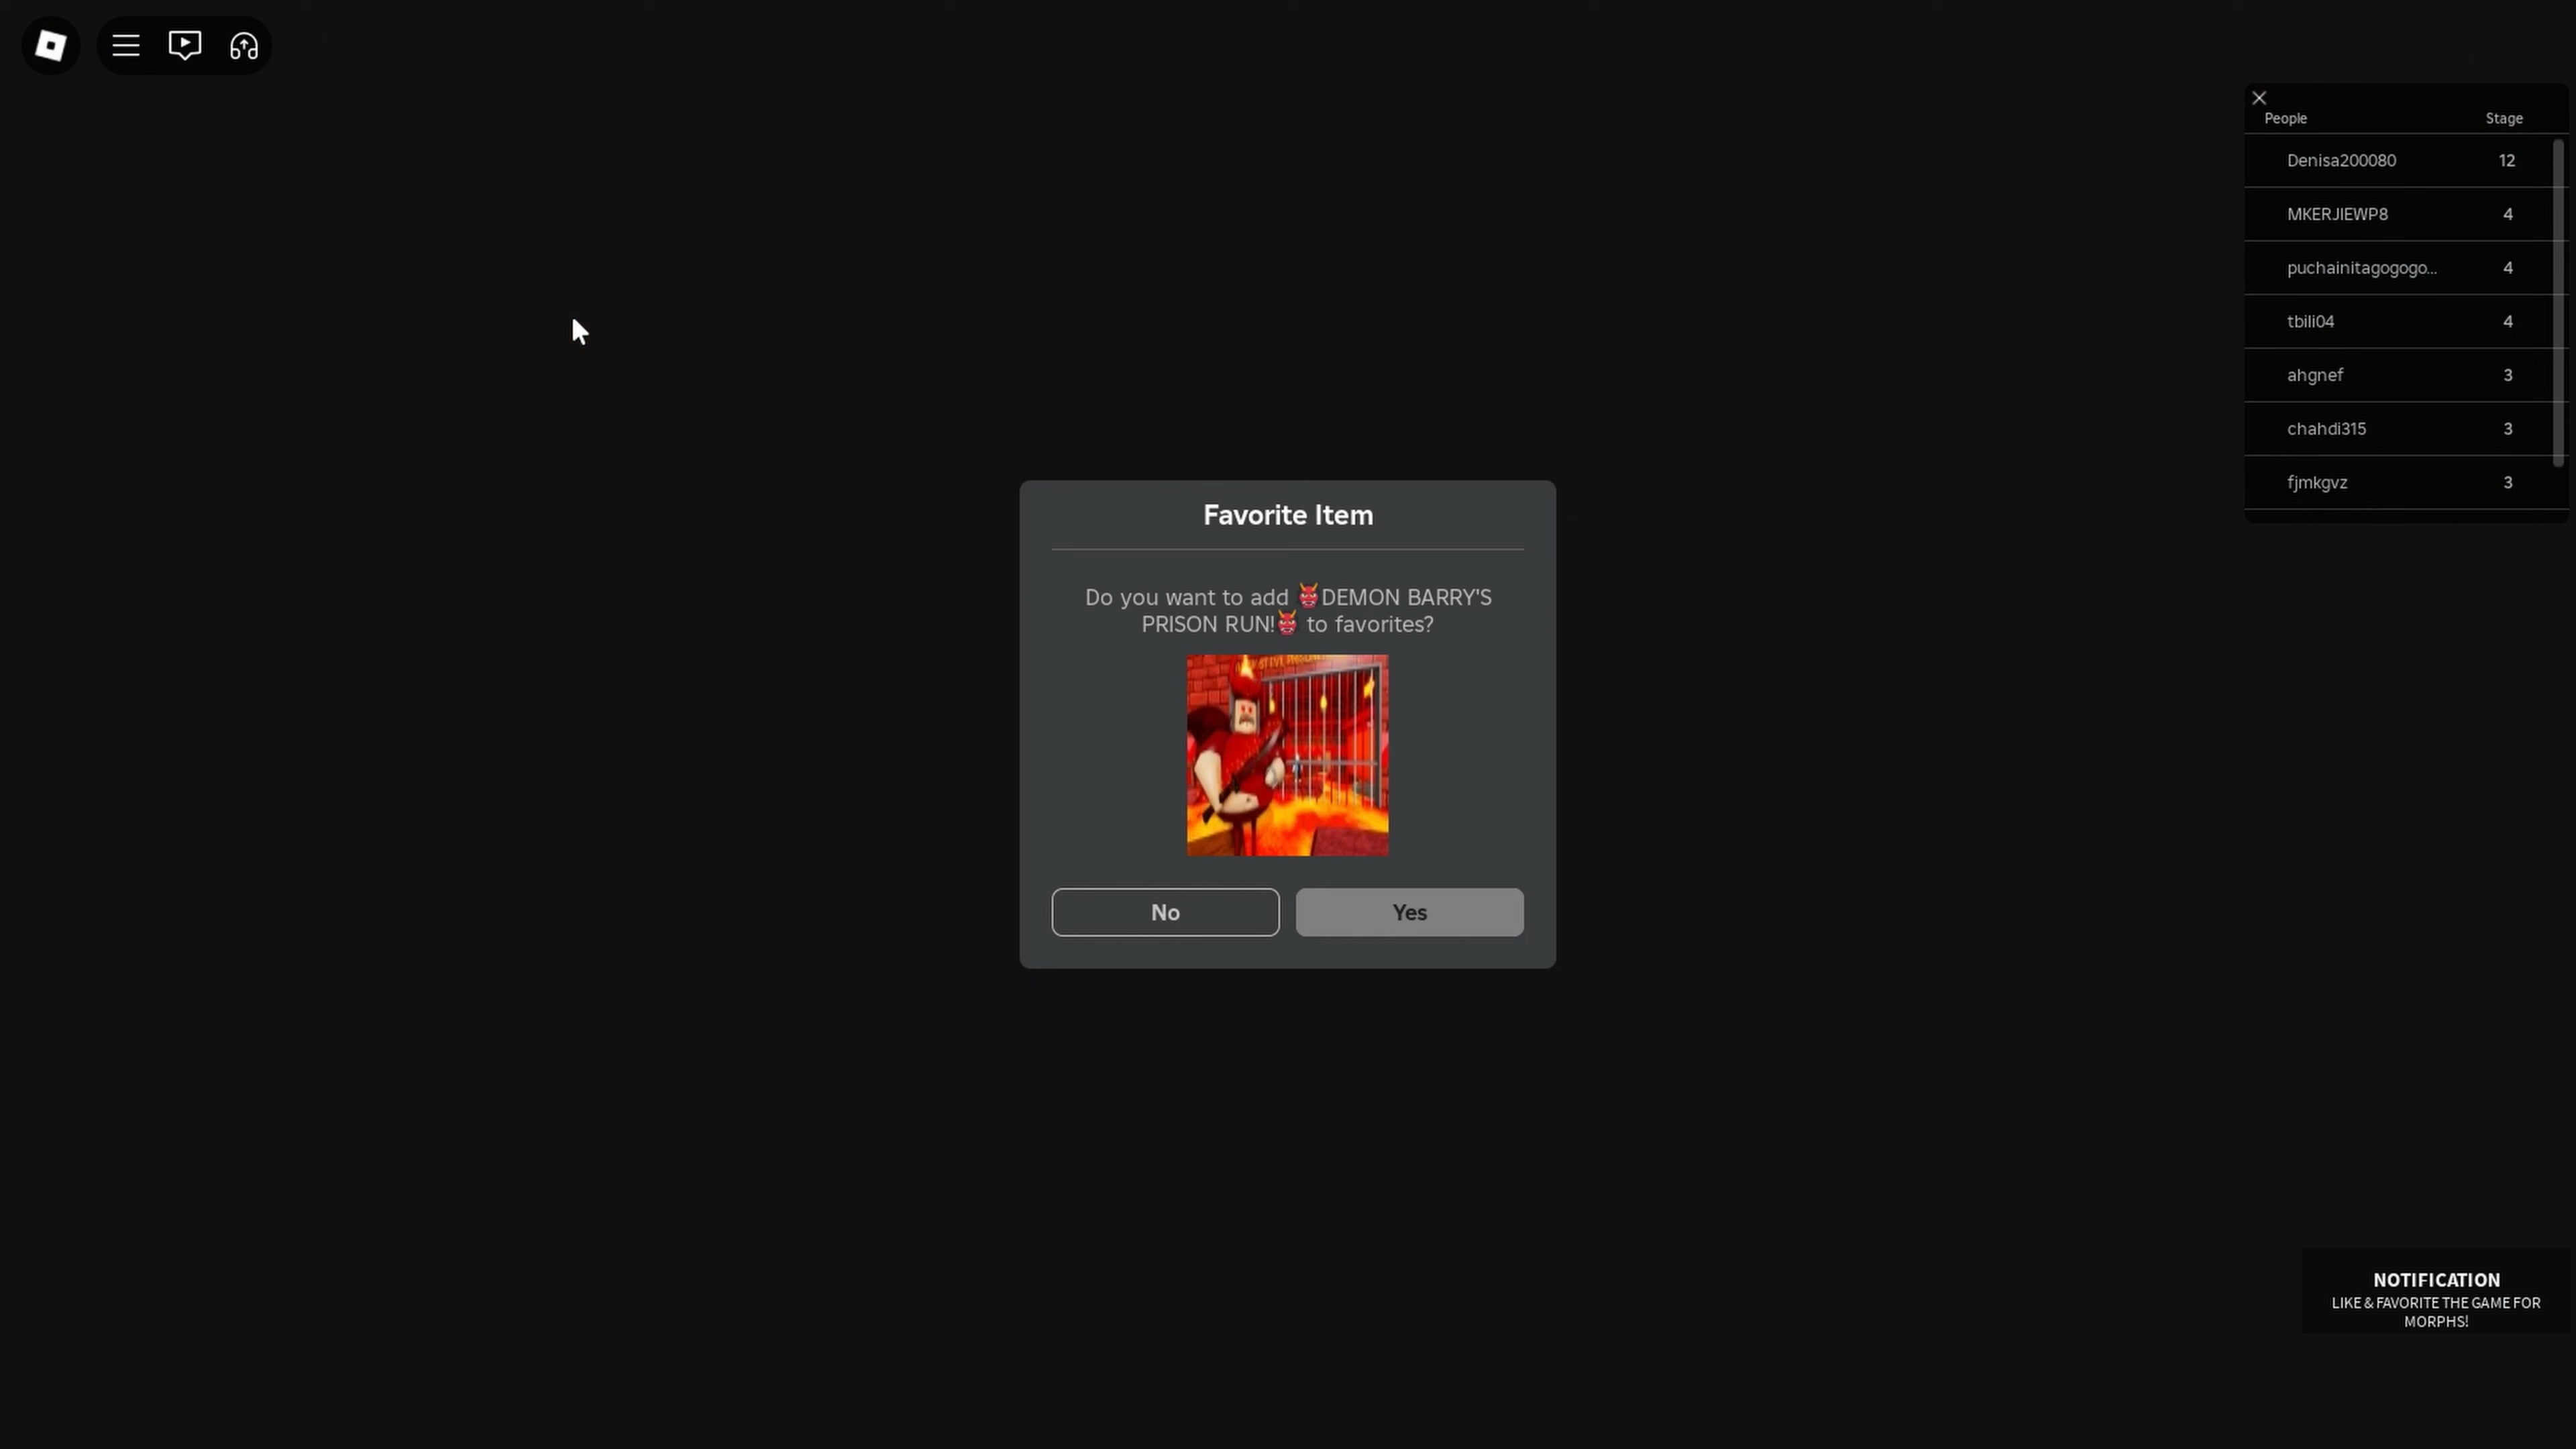 People Stage
Denisa200080 12
MKERJIEWP8 4
puchainitagogogo... 4
tbili04 4
ahgnef 3
chahdi315 3
fjmkgvz 3
Favorite Item
Do you want to add 👹DEMON BARRY'S
PRISON RUN!👹 to favorites?
No Yes
NOTIFICATION
LIKE & FAVORITE THE GAME FOR
MORPHS!